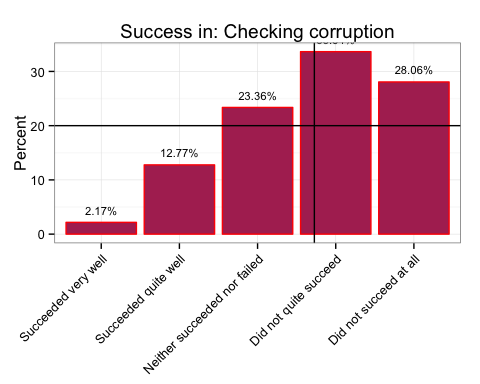 Success in: Checking corruption
Percent
30
20
10
0
2.17%
12.77%
23.36%
28.06%
Succeeded very well
Succeeded quite well
Neither succeeded nor failed
Did not quite succeed
Did not succeed at all